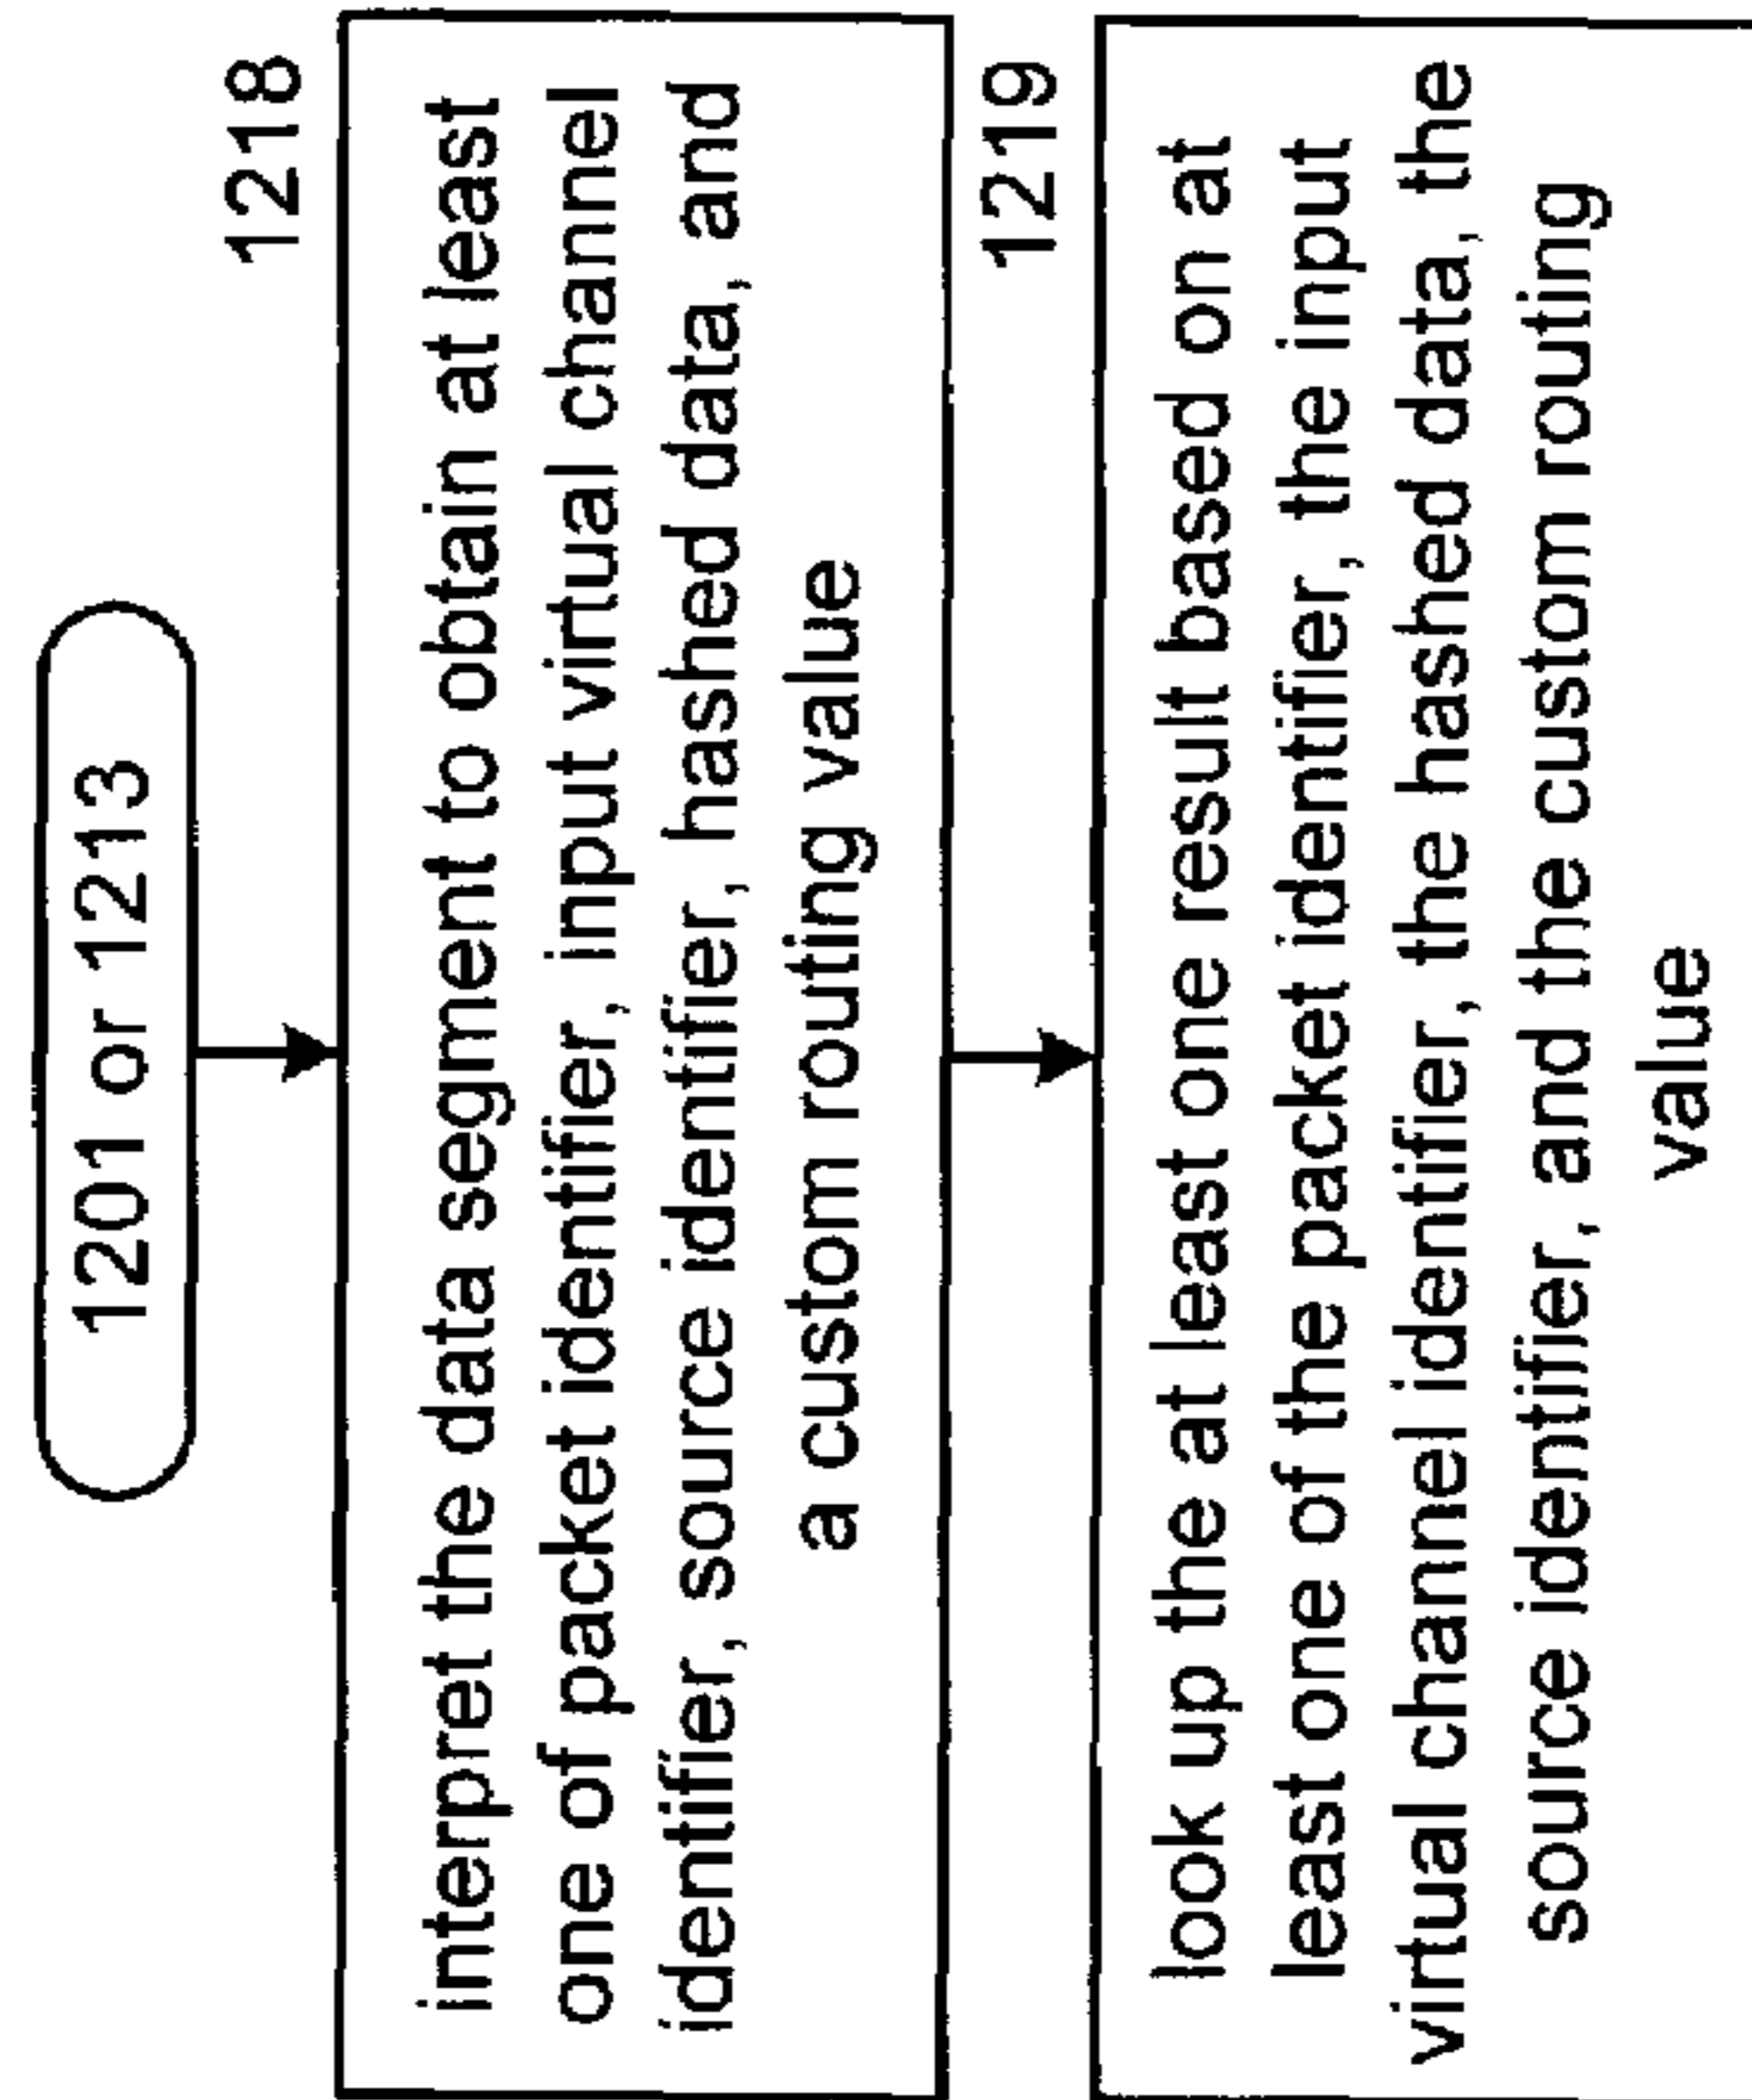 1201 or 1213
1218
interpret the data segment to obtain at least
one of packet identifier, input virtual channel
identifier, source identifier, hashed data, and
a custom routing value
1219
look up the at least one result based on at
least one of the packet identifier, the input
virtual channel identifier, the hashed data, the
source identifier, and the custom routing
value